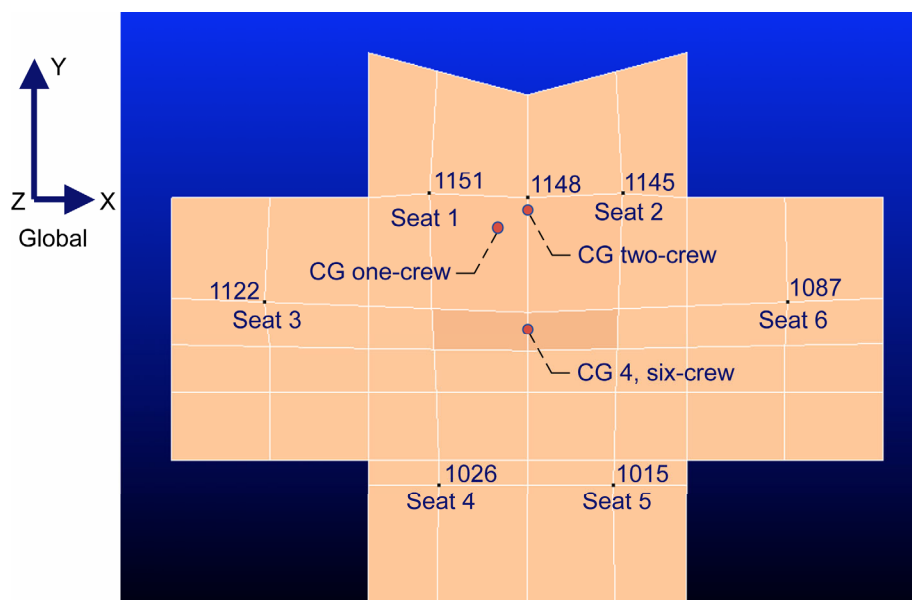 Y
Z
X
Global
1151
1148
1145
Seat 1
Seat 2
CG two-crew
CG one-crew
1122
1087
Seat 3
Seat 6
CG 4, six-crew
1026
1015
Seat 4
Seat 5